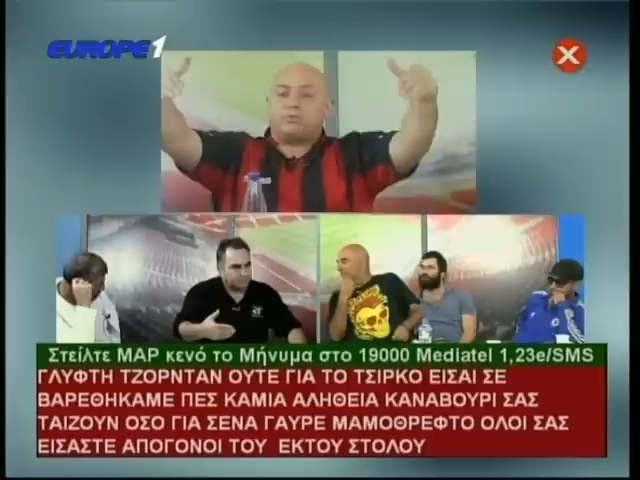 EUROPE1
X
Στείλτε ΜΑΡ κενό το Μήνυμα στο 19000 Mediatel 1,23e/SMS
ΓΛΥΦΤΗ ΤΖΟΡΝΤΑΝ ΟΥΤΕ ΓΙΑ ΤΟ ΤΣΙΡΚΟ ΕΙΣΑΙ ΣΕ
ΒΑΡΕΘΗΚΑΜΕ ΠΕΣ ΚΑΜΙΑ ΑΛΗΘΕΙΑ ΚΑΝΑΒΟΥΡΙ ΣΑΣ
ΤΑΙΖΟΥΝ ΟΣΟ ΓΙΑ ΣΕΝΑ ΓΑΥΡΕ ΜΑΜΟΘΡΕΦΤΟ ΟΛΟΙ ΣΑΣ
ΕΙΣΑΣΤΕ ΑΠΟΓΟΝΟΙ ΤΟΥ ΕΚΤΟΥ ΣΤΟΛΟΥ